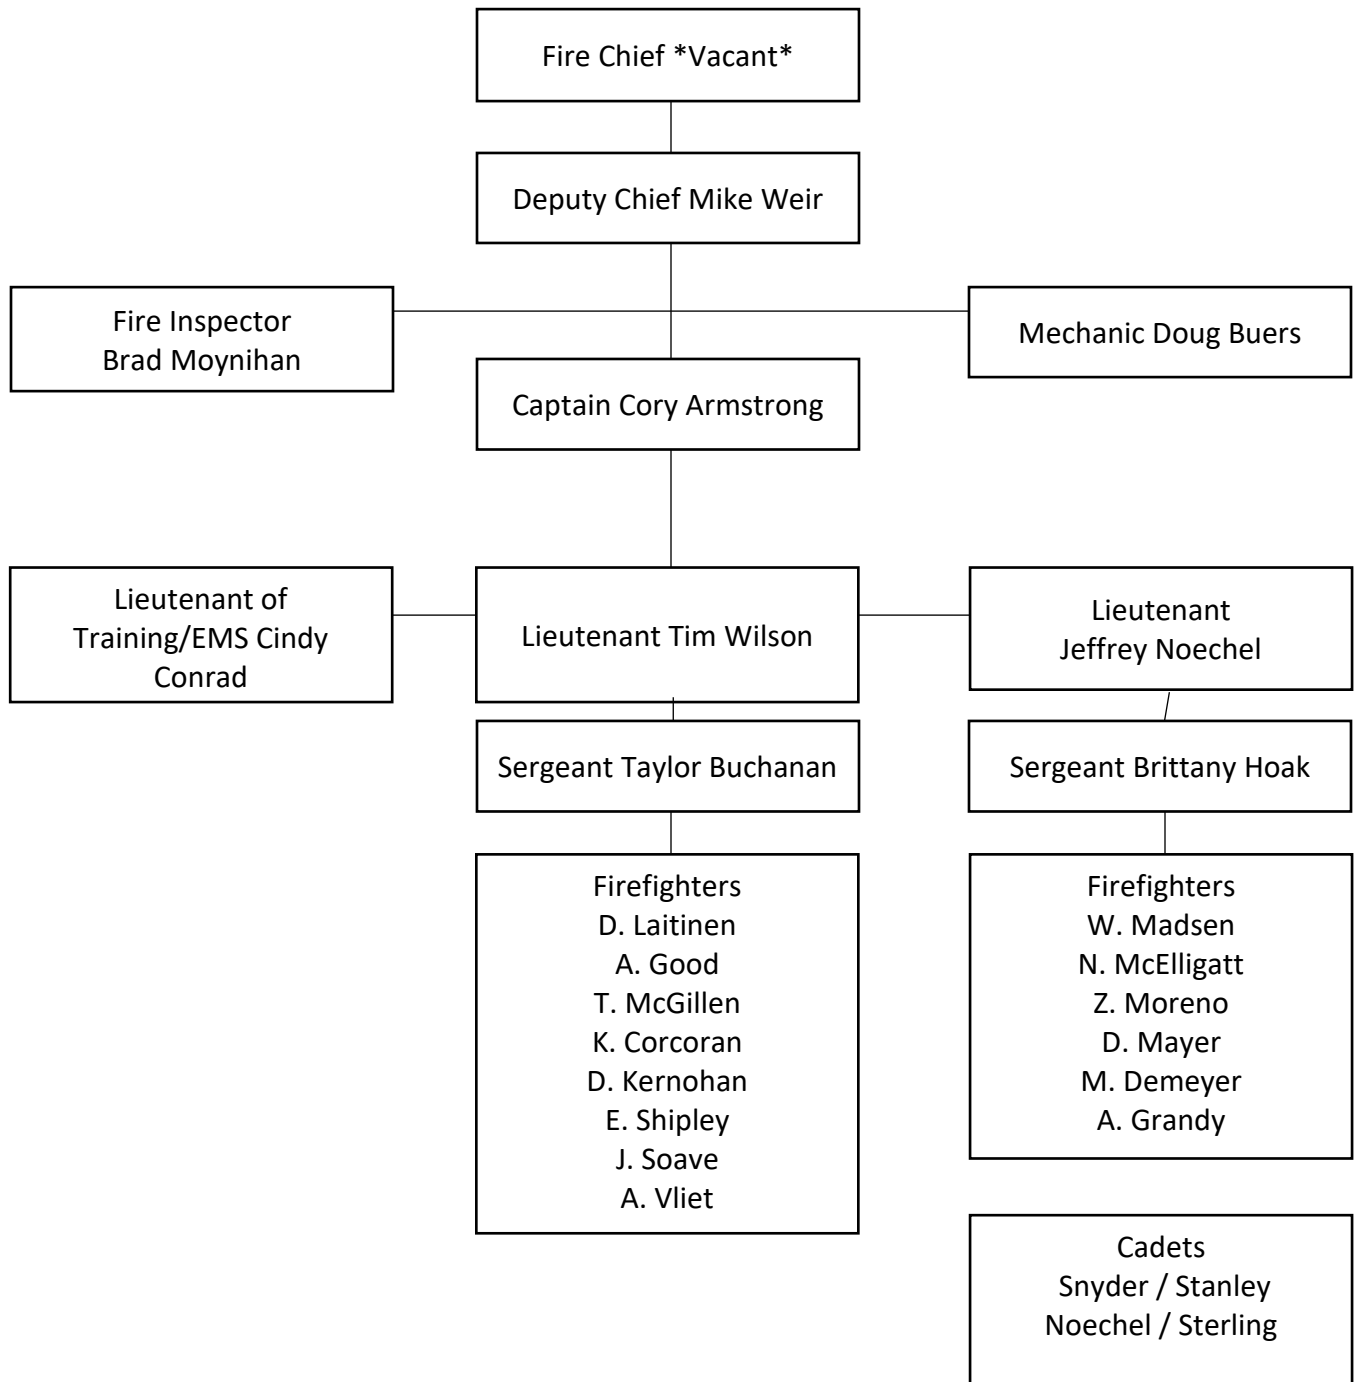 Fire Chief *Vacant*
Deputy Chief Mike Weir
Fire Inspector
Brad Moynihan
Mechanic Doug Buers
Captain Cory Armstrong
Lieutenant of
Training/EMS Cindy
Conrad
Lieutenant Tim Wilson
Lieutenant
Jeffrey Noechel
Sergeant Taylor Buchanan
Sergeant Brittany Hoak
Firefighters
D. Laitinen
A. Good
T. McGillen
K. Corcoran
D. Kernohan
E. Shipley
J. Soave
A. Vliet
Firefighters
W. Madsen
N. McElligatt
Z. Moreno
D. Mayer
M. Demeyer
A. Grandy
Cadets
Snyder / Stanley
Noechel / Sterling